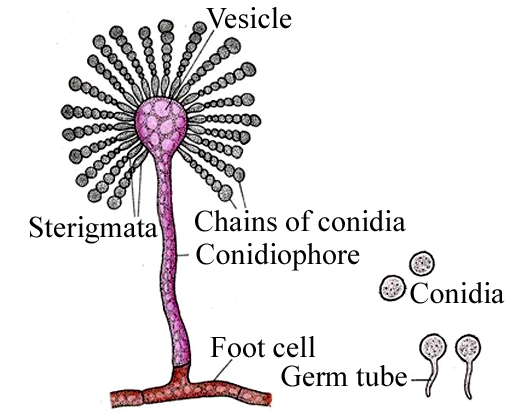 Vesicle
Sterigmata
Chains of conidia
Conidiophore
Conidia
Foot cell
Germ tube